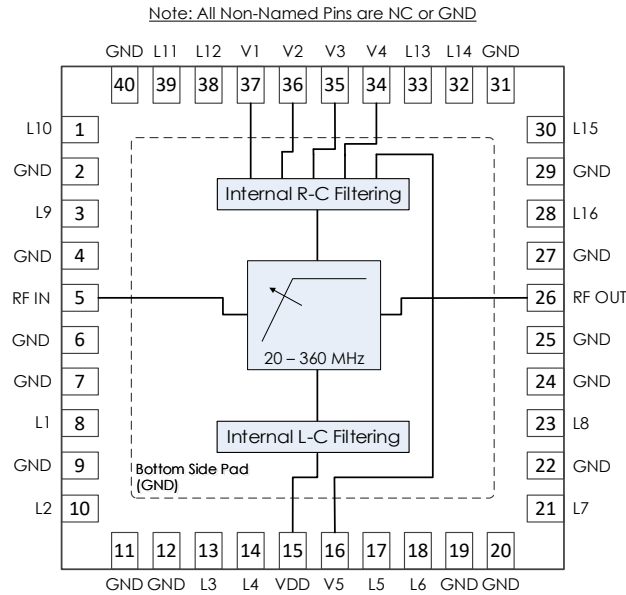 Note: All Non-Named Pins are NC or GND
GND L11 L12 V1 V2 V3 V4 L13 L14 GND
40 39 38 37 36 35 34 33 32 31
L10 1 30 L15
GND 2 29 GND
Internal R-C Filtering
L9 3 28 L16
GND 4 27 GND
RF IN 5 26 RF OUT
GND 6 25 GND
20 – 360 MHz
GND 7 24 GND
L1 8 23 L8
Internal L-C Filtering
GND 9 22 GND
Bottom Side Pad
(GND)
L2 10 21 L7
11 12 13 14 15 16 17 18 19 20
GND GND L3 L4 VDD V5 L5 L6 GND GND